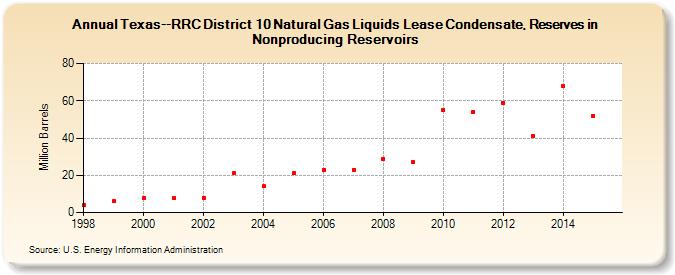 Annual Texas--RRC District 10 Natural Gas Liquids Lease Condensate, Reserves in
Nonproducing Reservoirs
Million Barrels
80
60
40
20
0
1998 2000 2002 2004 2006 2008 2010 2012 2014
Source: U.S. Energy Information Administration